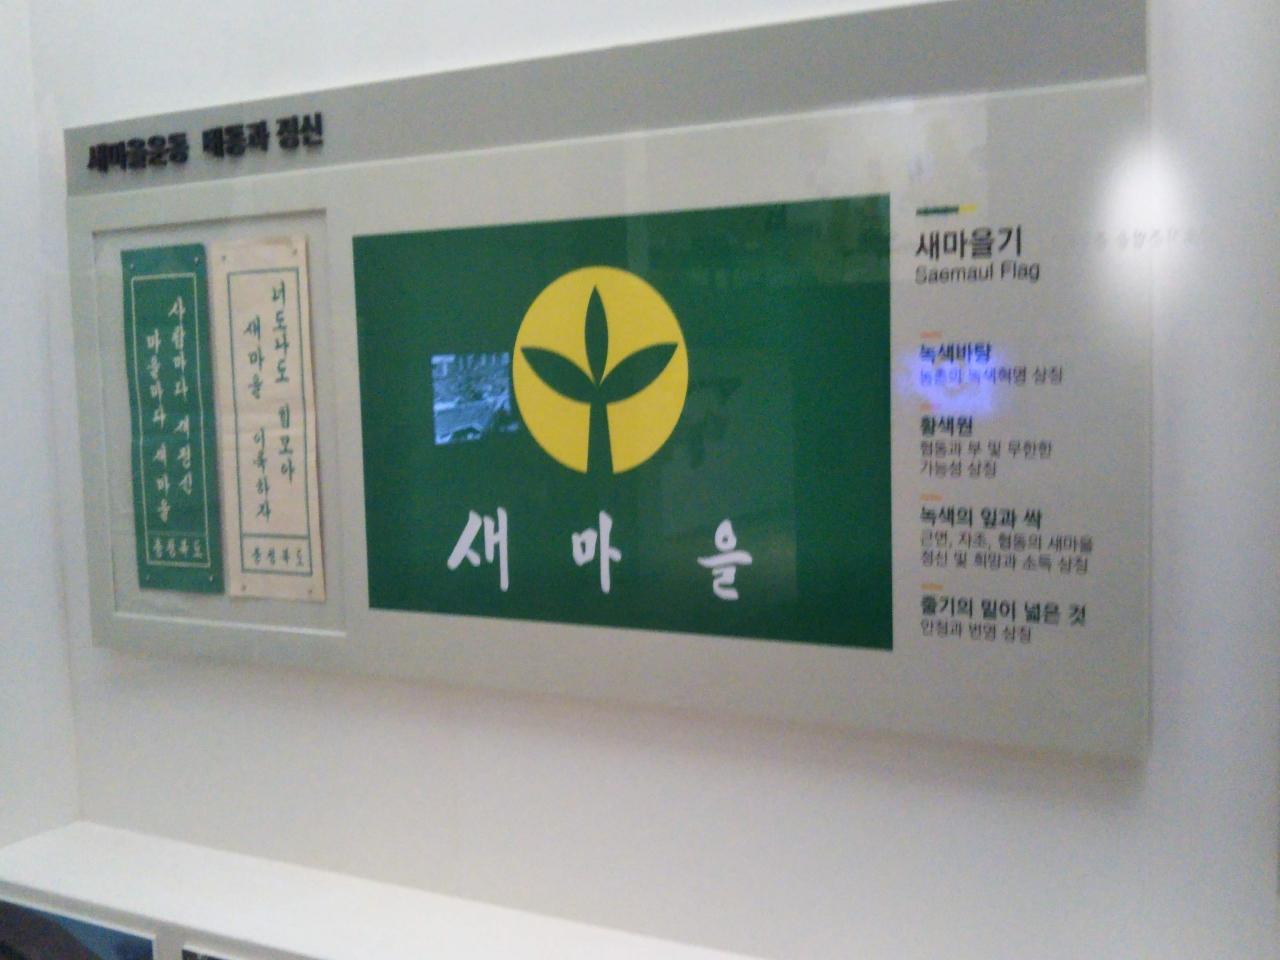 새마을운동 태동과 정신
사람마다 새정신
마을마다 새마을
충청북도
너도나도 힘모아
새마을 이룩하자
충청북도
새마을
새마을기
Saemaul Flag
녹색바탕
농촌의 녹색혁명 상징
황색원
협동과 부 및 무한한
가능성 상징
녹색의 잎과 싹
근면, 자조, 협동의 새마을
정신 및 희망과 소득 상징
줄기의 밑이 넓은 것
안정과 번영 상징